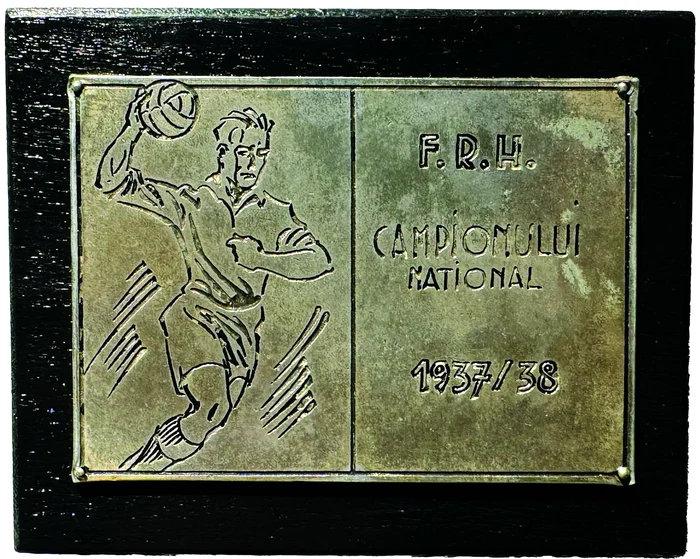 F.R.H.
CAMPIONULUI
NATIONAL
1937/38